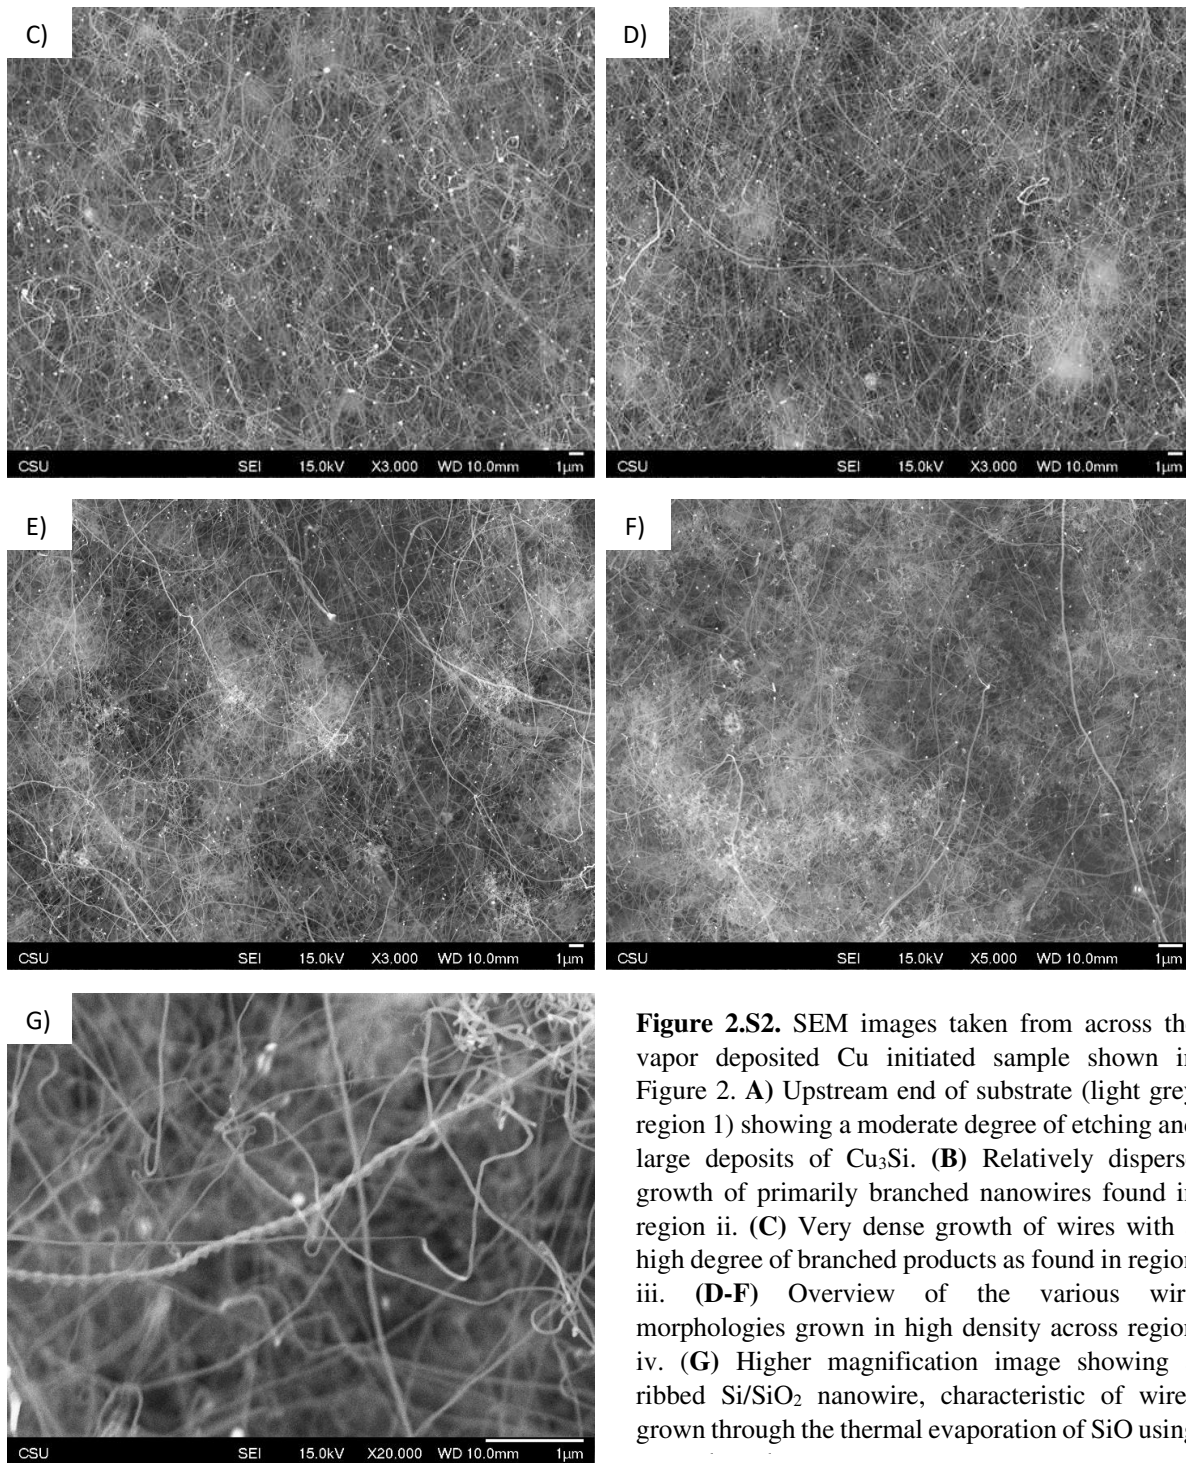 C)
D)
CSU SEI 15.0kV X3,000 WD 10.0mm 1μm
CSU SEI 15.0kV X3,000 WD 10.0mm 1μm
E)
F)
CSU SEI 15.0kV X3,000 WD 10.0mm 1μm
CSU SEI 15.0kV X5,000 WD 10.0mm 1μm
G)
CSU SEI 15.0kV X20,000 WD 10.0mm 1μm
Figure 2.S2. SEM images taken from across
vapor deposited Cu initiated sample shown
Figure 2. A) Upstream end of substrate (light grey
region 1) showing a moderate degree of etching
large deposits of Cu₃Si. (B) Relatively
growth of primarily branched nanowires found
region ii. (C) Very dense growth of wires with
high degree of branched products as found in region
iii. (D-F) Overview of the various
morphologies grown in high density across region
iv. (G) Higher magnification image showing
ribbed Si/SiO₂ nanowire, characteristic of
grown through the thermal evaporation of SiO using